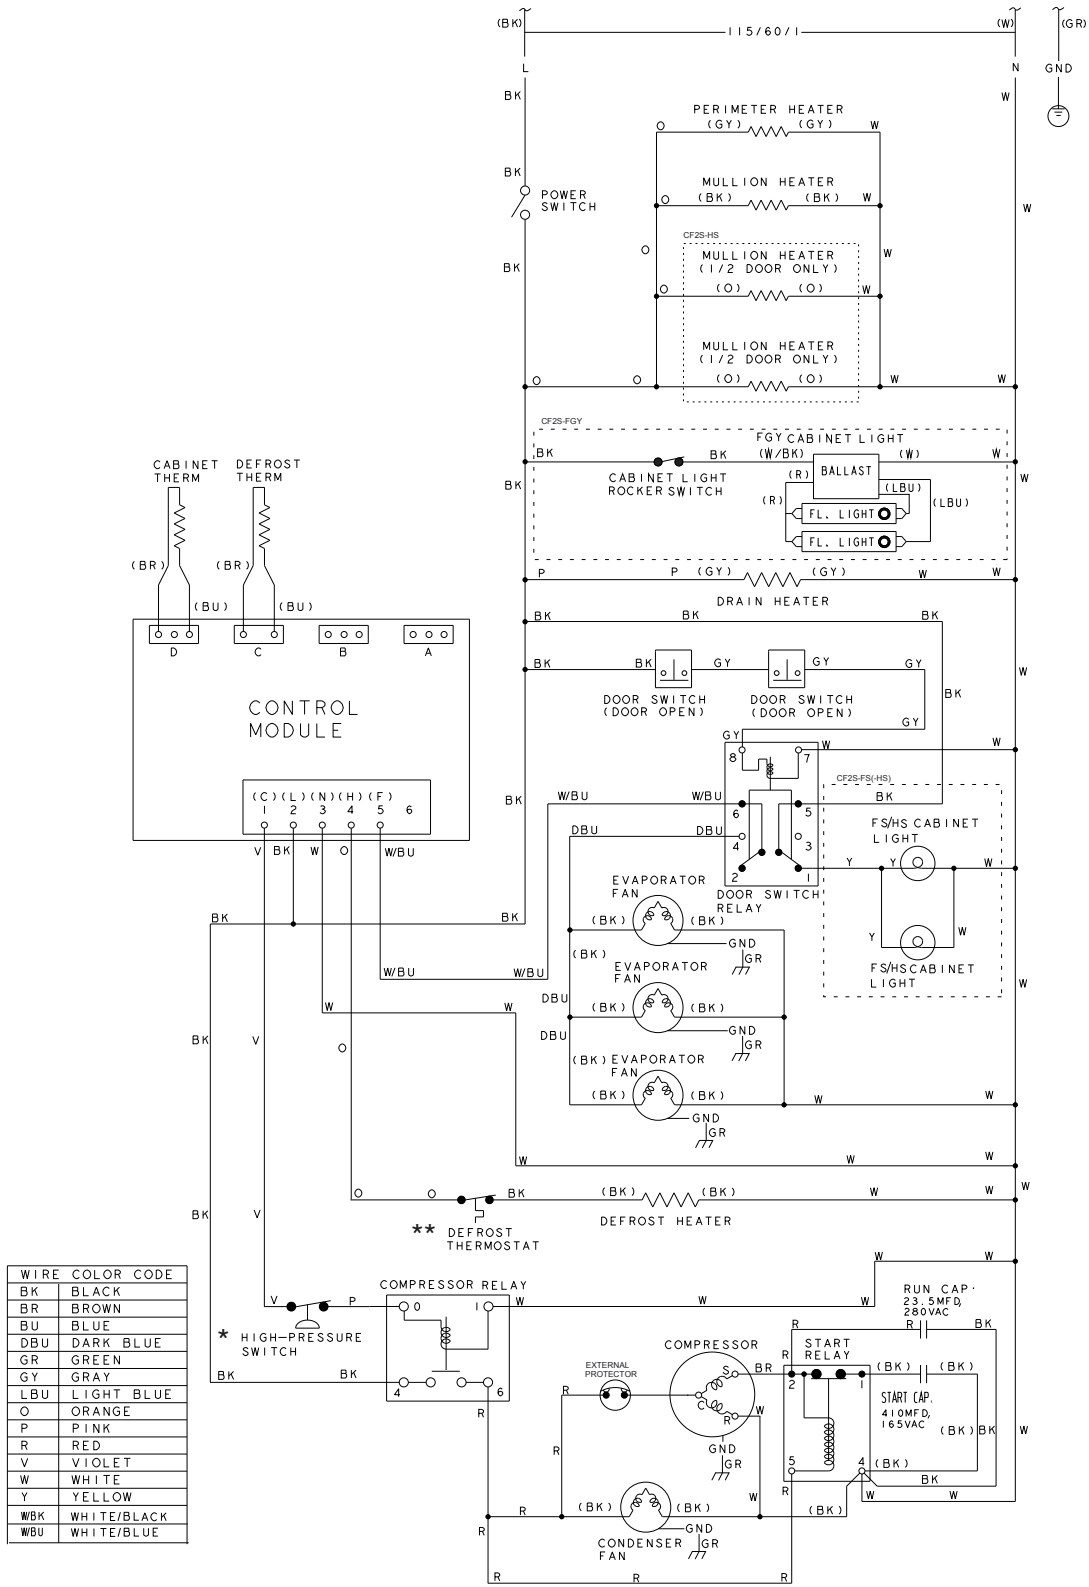 (BK)
115/60/1
(W)
(GR)
L
N
GND
BK
W
PERIMETER HEATER
O
(GY)
(GY)
W
BK
POWER
SWITCH
MULLION HEATER
O
(BK)
(BK)
W
W
CF2S-HS
O
MULLION HEATER
(1/2 DOOR ONLY)
W
BK
O
(O)
(O)
W
MULLION HEATER
(1/2 DOOR ONLY)
O
O
(O)
(O)
W
W
CF2S-FGY
FGY CABINET LIGHT
BK
BK
(W/BK)
(W)
W
CABINET LIGHT
ROCKER SWITCH
BALLAST
(R)
(LBU)
(R)
(LBU)
FL. LIGHT
FL. LIGHT
BK
W
CABINET
THERM
DEFROST
THERM
(BR)
(BR)
(BU)
(BU)
P
P
(GY)
(GY)
W
W
DRAIN HEATER
D
C
B
A
CONTROL
MODULE
(C) (L) (N) (H) (F)
1 2 3 4 5 6
V
BK
W
O
W/BU
BK
BK
BK
BK
BK
GY
GY
GY
DOOR SWITCH
(DOOR OPEN)
DOOR SWITCH
(DOOR OPEN)
BK
W
GY
GY
8
7
W
W
BK
W/BU
W/BU
6
5
BK
CF2S-FS(-HS)
DBU
DBU
4
3
2
1
DOOR SWITCH
RELAY
FS/HS CABINET
LIGHT
Y
Y
W
Y
W
FS/HS CABINET
LIGHT
BK
BK
EVAPORATOR
FAN
(BK)
(BK)
GND
GR
(BK)
W/BU
W/BU
EVAPORATOR
FAN
DBU
(BK)
(BK)
GND
GR
DBU
W
W
W
BK
V
O
(BK)
EVAPORATOR
FAN
(BK)
(BK)
W
W
GND
GR
W
W
W
O
O
BK
(BK)
(BK)
W
W
W
** DEFROST
THERMOSTAT
DEFROST HEATER
BK
V
W
W
WIRE COLOR CODE
BK BLACK
BR BROWN
BU BLUE
DBU DARK BLUE
GR GREEN
GY GRAY
LBU LIGHT BLUE
O ORANGE
P PINK
R RED
V VIOLET
W WHITE
Y YELLOW
WBK WHITE/BLACK
WBU WHITE/BLUE
COMPRESSOR RELAY
V
P
0
1
W
W
W
* HIGH-PRESSURE
SWITCH
BK
BK
4
6
R
RUN CAP.
23.5MFD,
280VAC
R
R
BK
COMPRESSOR
START
RELAY
EXTERNAL
PROTECTOR
R
S
C
R
BR
R
2
1
(BK)
(BK)
W
START CAP.
410MFD,
165VAC
(BK)
BK
W
R
GND
GR
5
4
(BK)
BK
R
W
W
W
R
(BK)
(BK)
(BK)
R
GND
GR
CONDENSER
FAN
R
R
R